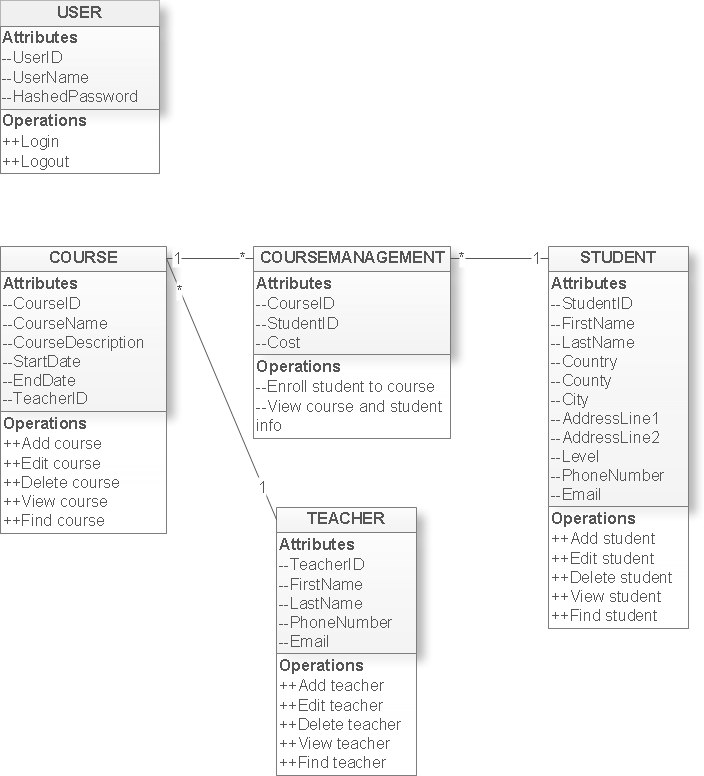 USER
Attributes
--UserID
--UserName
--HashedPassword
Operations
++Login
++Logout
COURSE
Attributes
--CourseID
--CourseName
--CourseDescription
--StartDate
--EndDate
--TeacherID
Operations
++Add course
++Edit course
++Delete course
++View course
++Find course
1
*
COURSEMANAGEMENT
Attributes
--CourseID
--StudentID
--Cost
Operations
--Enroll student to course
--View course and student
info
*
1
STUDENT
Attributes
--StudentID
--FirstName
--LastName
--Country
--County
--City
--AddressLine1
--AddressLine2
--Level
--PhoneNumber
--Email
Operations
++Add student
++Edit student
++Delete student
++View student
++Find student
*
1
TEACHER
Attributes
--TeacherID
--FirstName
--LastName
--PhoneNumber
--Email
Operations
++Add teacher
++Edit teacher
++Delete teacher
++View teacher
++Find teacher